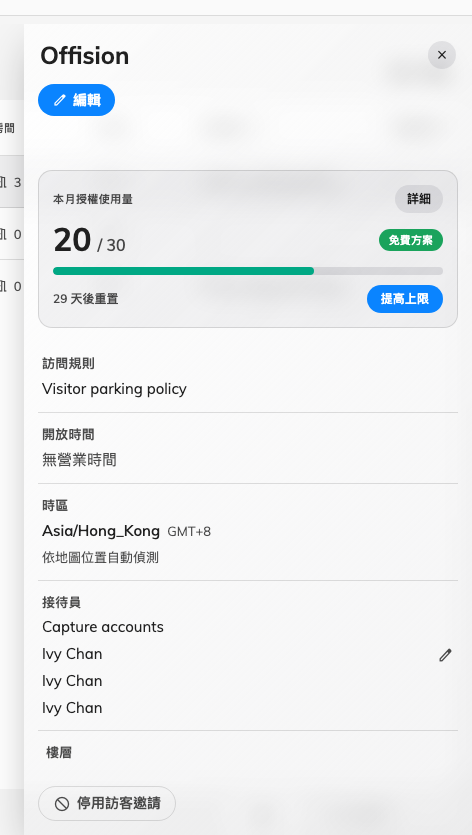 Offision
編輯
房間
3
0
0
本月授權使用量
詳細
20 / 30
免費方案
29 天後重置
提高上限
訪問規則
Visitor parking policy
開放時間
無營業時間
時區
Asia/Hong_Kong GMT+8
依地圖位置自動偵測
接待員
Capture accounts
Ivy Chan
Ivy Chan
Ivy Chan
樓層
停用訪客邀請